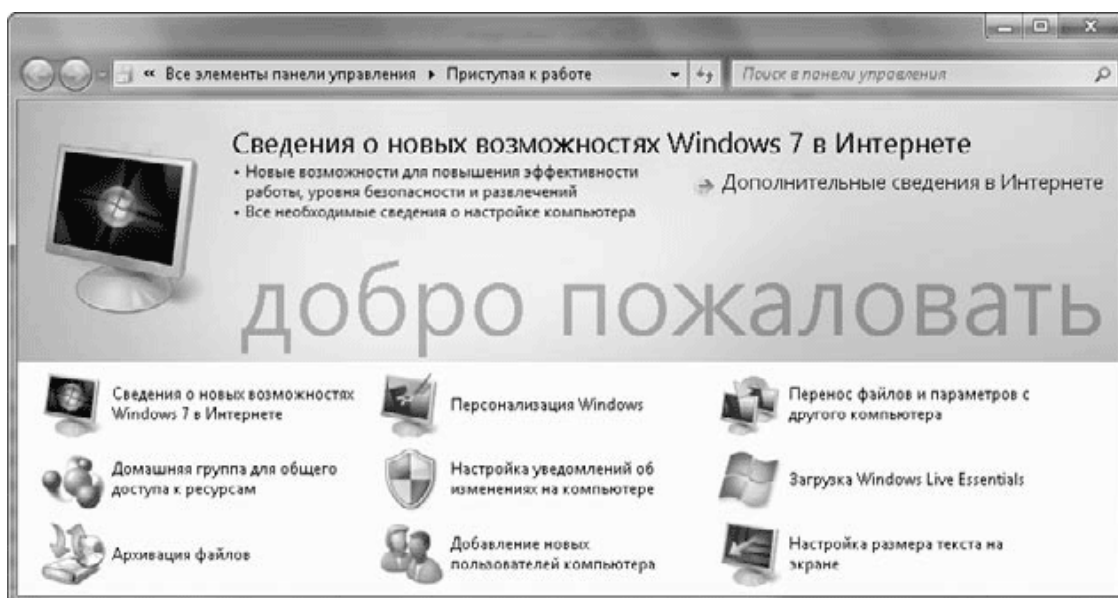 « Все элементы панели управления ▸ Приступая к работе
Поиск в панели управления
Сведения о новых возможностях Windows 7 в Интернете
• Новые возможности для повышения эффективности
работы, уровня безопасности и развлечений
• Все необходимые сведения о настройке компьютера
Дополнительные сведения в Интернете
добро пожаловать
Сведения о новых возможностях
Windows 7 в Интернете
Персонализация Windows
Перенос файлов и параметров с
другого компьютера
Домашняя группа для общего
доступа к ресурсам
Настройка уведомлений об
изменениях на компьютере
Загрузка Windows Live Essentials
Архивация файлов
Добавление новых
пользователей компьютера
Настройка размера текста на
экране